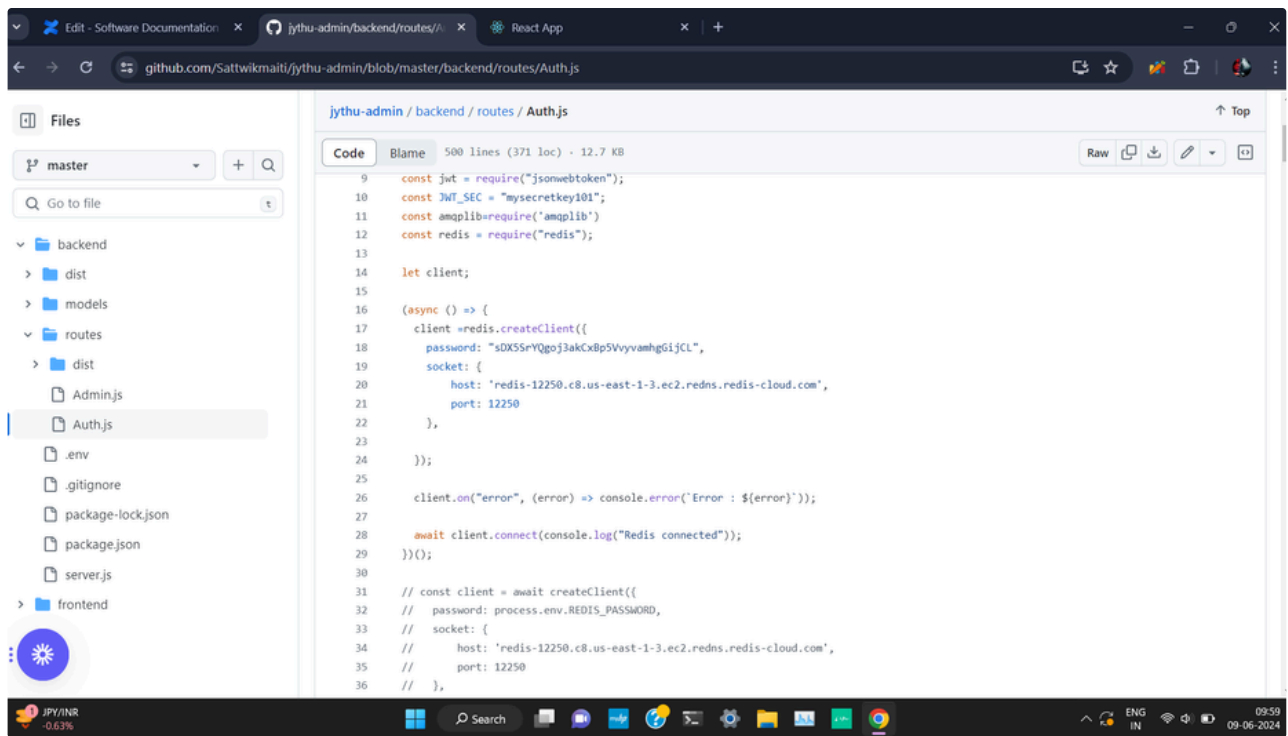 Edit - Software Documentation
jythu-admin/backend/routes/A
React App
github.com/Sattwikmaiti/jythu-admin/blob/master/backend/routes/Auth.js
Files
master
Go to file
t
backend
dist
models
routes
dist
Admin.js
Auth.js
.env
.gitignore
package-lock.json
package.json
server.js
frontend
jythu-admin / backend / routes / Auth.js
Top
Code Blame 500 lines (371 loc) · 12.7 KB
Raw
9 const jwt = require("jsonwebtoken");
10 const JWT_SEC = "mysecretkey101";
11 const amqplib=require('amqplib')
12 const redis = require("redis");
13
14 let client;
15
16 (async () => {
17 client =redis.createClient({
18 password: "sDX5SrYQgoj3akCxBp5VvyvamhgGijCL",
19 socket: {
20 host: 'redis-12250.c8.us-east-1-3.ec2.redns.redis-cloud.com',
21 port: 12250
22 },
23
24 });
25
26 client.on("error", (error) => console.error(`Error : ${error}`));
27
28 await client.connect(console.log("Redis connected"));
29 })();
30
31 // const client = await createClient({
32 // password: process.env.REDIS_PASSWORD,
33 // socket: {
34 // host: 'redis-12250.c8.us-east-1-3.ec2.redns.redis-cloud.com',
35 // port: 12250
36 // },
1
JPY/INR
-0.63%
Search
ENG
IN
09:59
09-06-2024